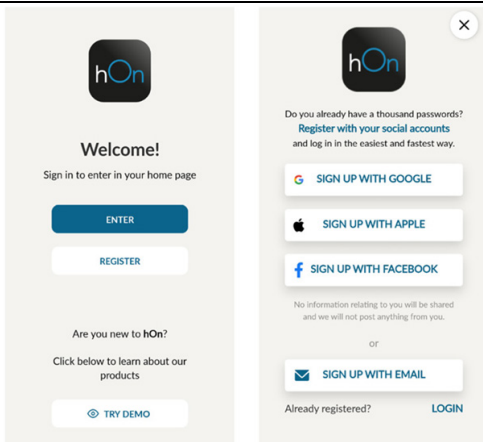 hOn
Welcome!
Sign in to enter in your home page
ENTER
REGISTER
Are you new to hOn?
Click below to learn about our
products
TRY DEMO
hOn
Do you already have a thousand passwords?
Register with your social accounts
and log in in the easiest and fastest way.
SIGN UP WITH GOOGLE
SIGN UP WITH APPLE
SIGN UP WITH FACEBOOK
No information relating to you will be shared
and we will not post anything from you.
or
SIGN UP WITH EMAIL
Already registered? LOGIN